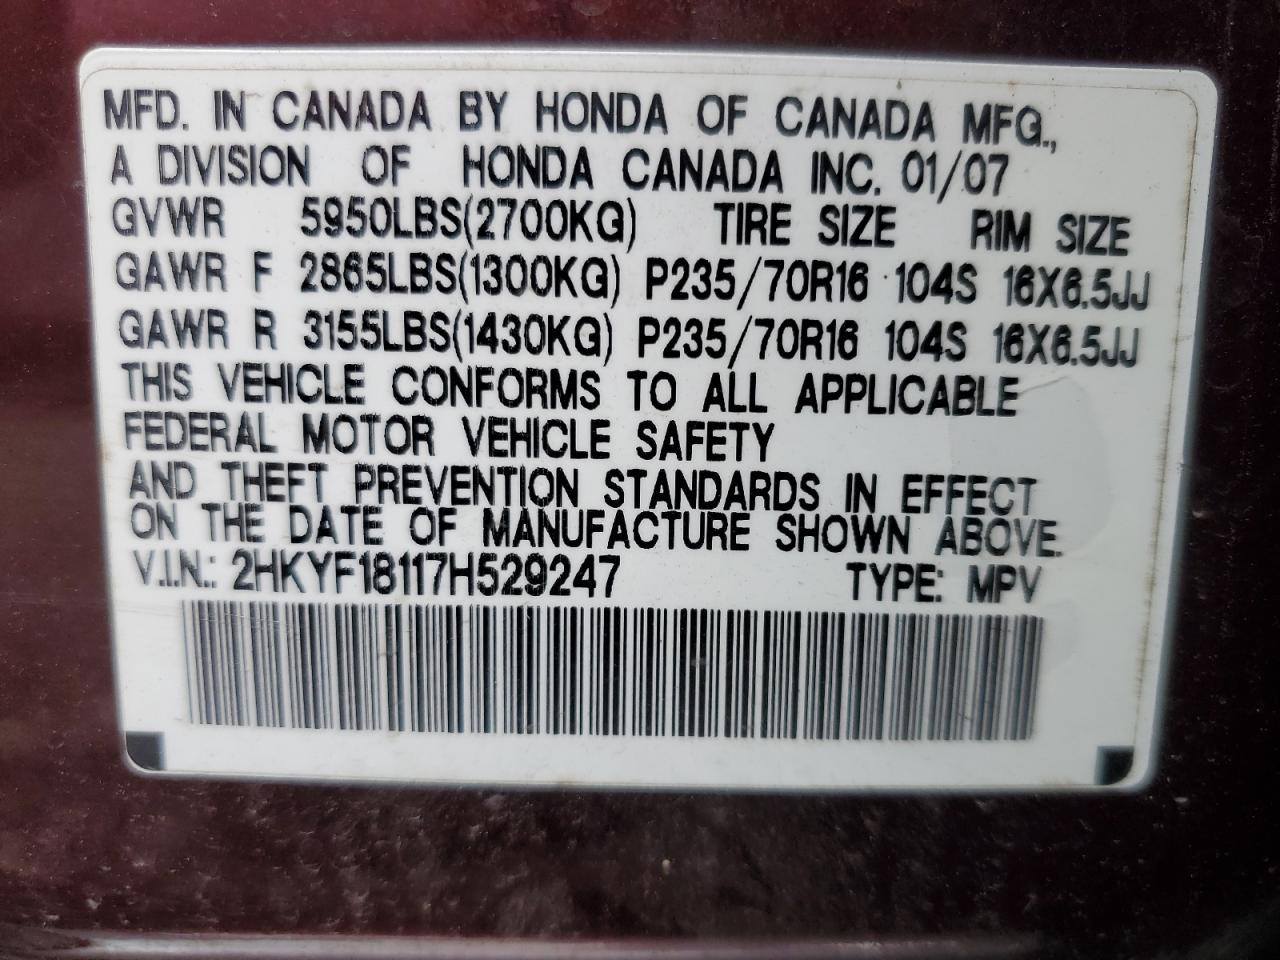 MFD. IN CANADA BY HONDA OF CANADA MFG.,
A DIVISION OF HONDA CANADA INC. 01/07
GVWR 5950LBS(2700KG) TIRE SIZE RIM SIZE
GAWR F 2865LBS(1300KG) P235/70R16 104S 16X6.5JJ
GAWR R 3155LBS(1430KG) P235/70R16 104S 16X6.5JJ
THIS VEHICLE CONFORMS TO ALL APPLICABLE
FEDERAL MOTOR VEHICLE SAFETY
AND THEFT PREVENTION STANDARDS IN EFFECT
ON THE DATE OF MANUFACTURE SHOWN ABOVE.
V.I.N.: 2HKYF18117H529247 TYPE: MPV